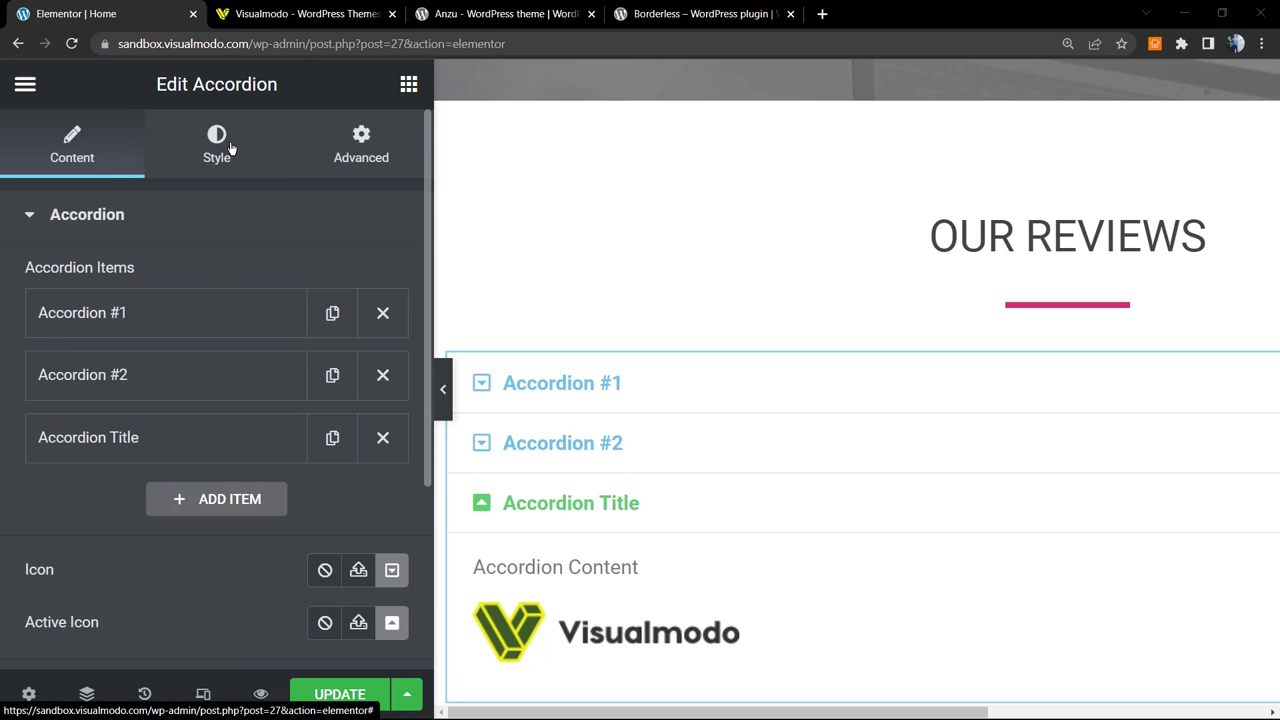 Elementor | Home
Visualmodo - WordPress Themes
Anzu - WordPress theme | Word
Borderless – WordPress plugin |
sandbox.visualmodo.com/wp-admin/post.php?post=27&action=elementor
Edit Accordion
Content
Style
Advanced
Accordion
Accordion Items
Accordion #1
Accordion #2
Accordion Title
ADD ITEM
Icon
Active Icon
UPDATE
https://sandbox.visualmodo.com/wp-admin/post.php?post=27&action=elementor#
OUR REVIEWS
Accordion #1
Accordion #2
Accordion Title
Accordion Content
Visualmodo